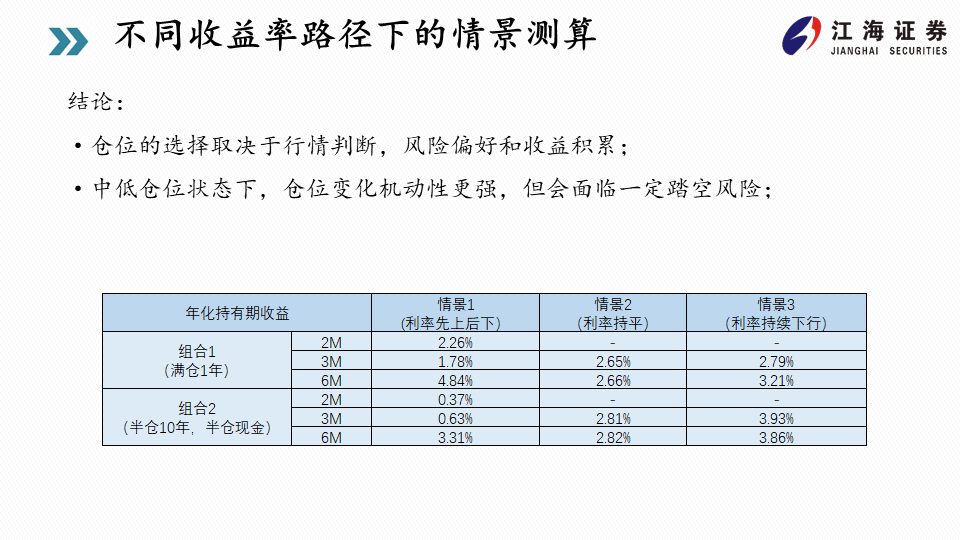 不同收益率路径下的情景测算
江海证券
JIANGHAI SECURITIES
结论：
• 仓位的选择取决于行情判断，风险偏好和收益积累；
• 中低仓位状态下，仓位变化机动性更强，但会面临一定踏空风险；
年化持有期收益 情景1 情景2 情景3
（利率先上后下） （利率持平） （利率持续下行）
组合1
（满仓1年）
2M 2.26% - -
3M 1.78% 2.65% 2.79%
6M 4.84% 2.66% 3.21%
组合2
（半仓10年，半仓现金）
2M 0.37% - -
3M 0.63% 2.81% 3.93%
6M 3.31% 2.82% 3.86%